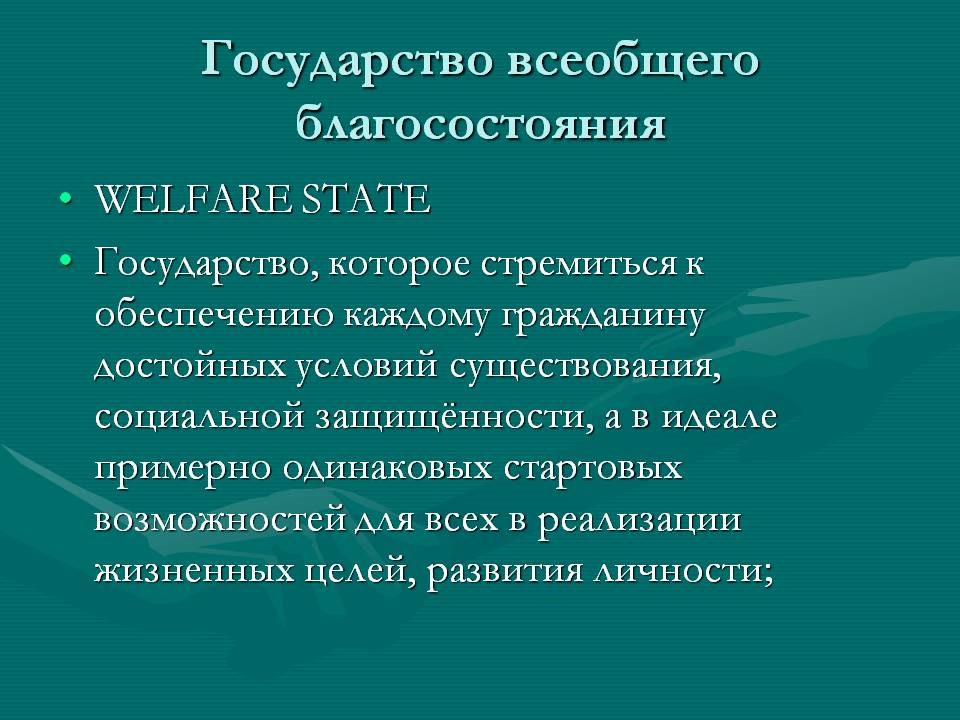 Государство всеобщего
благосостояния
• WELFARE STATE
• Государство, которое стремиться к
обеспечению каждому гражданину
достойных условий существования,
социальной защищённости, а в идеале
примерно одинаковых стартовых
возможностей для всех в реализации
жизненных целей, развития личности;